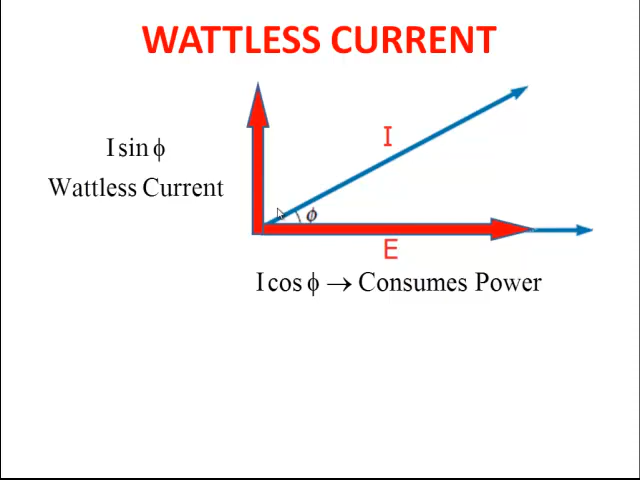 WATTLESS CURRENT
I sin ϕ
Wattless Current
I
ϕ
E
I cos ϕ → Consumes Power